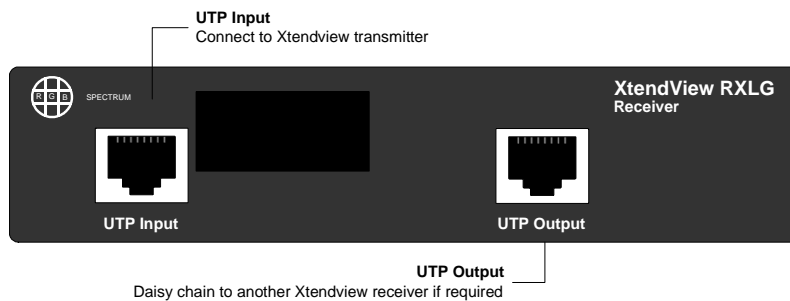 UTP Input
Connect to Xtendview transmitter
RGB SPECTRUM
XtendView RXLG
Receiver
UTP Input
UTP Output
UTP Output
Daisy chain to another Xtendview receiver if required